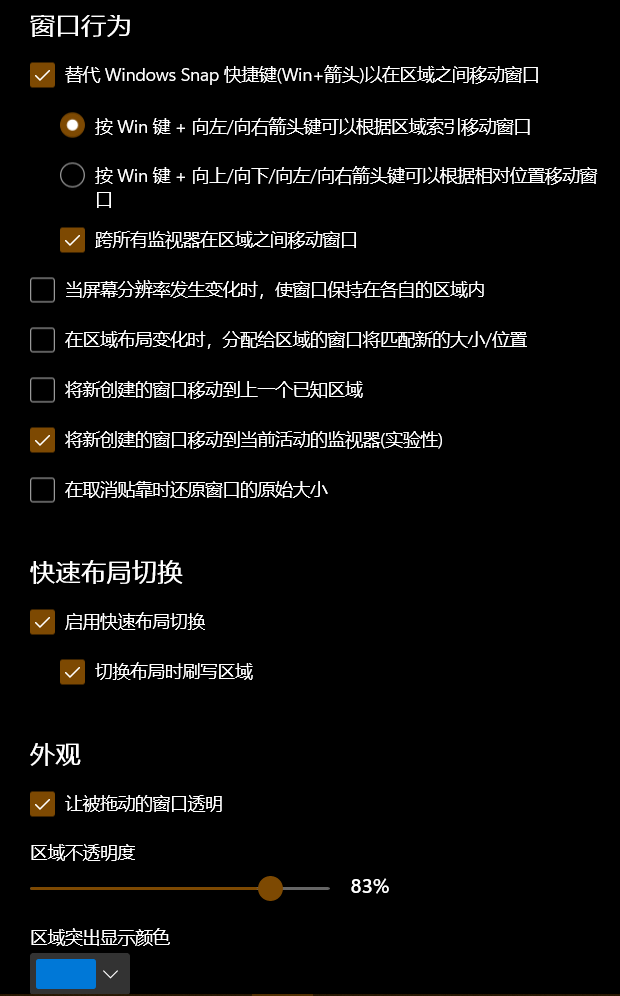 窗口行为
替代 Windows Snap 快捷键(Win+箭头)以在区域之间移动窗口
按 Win 键 + 向左/向右箭头键可以根据区域索引移动窗口
按 Win 键 + 向上/向下/向左/向右箭头键可以根据相对位置移动窗
口
跨所有监视器在区域之间移动窗口
当屏幕分辨率发生变化时，使窗口保持在各自的区域内
在区域布局变化时，分配给区域的窗口将匹配新的大小/位置
将新创建的窗口移动到上一个已知区域
将新创建的窗口移动到当前活动的监视器(实验性)
在取消贴靠时还原窗口的原始大小
快速布局切换
启用快速布局切换
切换布局时刷写区域
外观
让被拖动的窗口透明
区域不透明度
83%
区域突出显示颜色